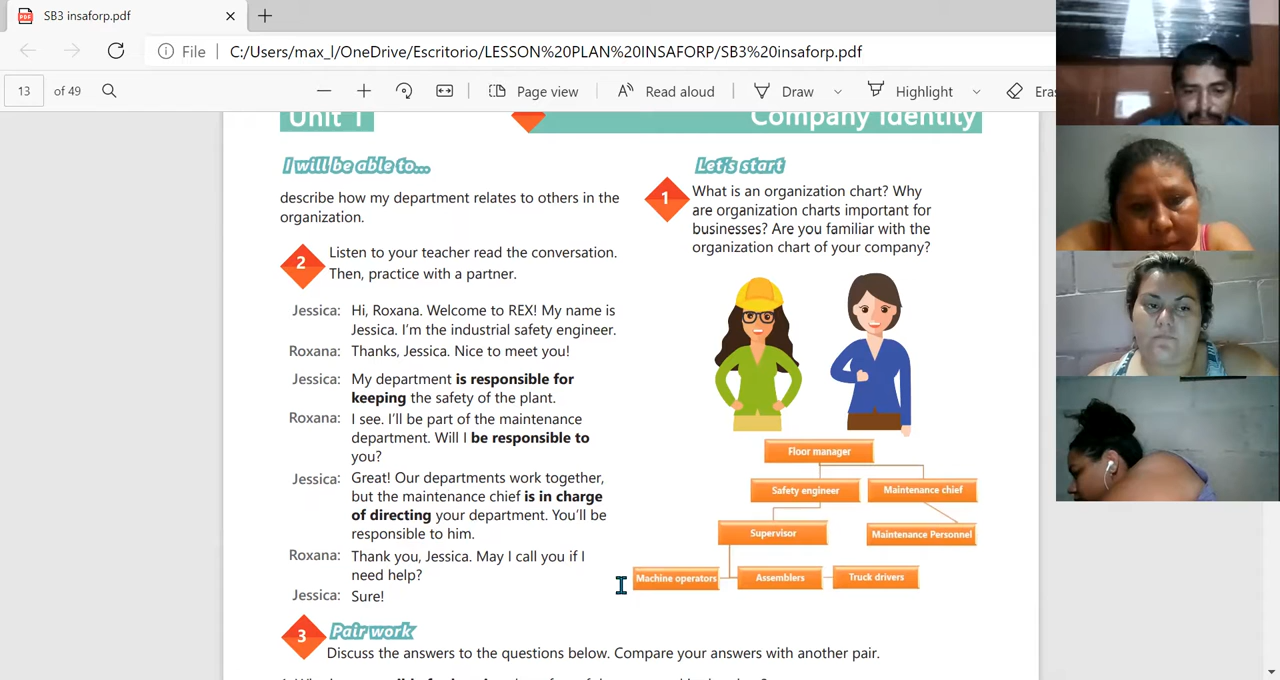 SB3 insaforp.pdf
File
C:/Users/max_l/OneDrive/Escritorio/LESSON%20PLAN%20INSAFORP/SB3%20insaforp.pdf
13 of 49
Page view
Read aloud
Draw
Highlight
Unit 1
Company Identity
I will be able to...
describe how my department relates to others in the
organization.
2
Listen to your teacher read the conversation.
Then, practice with a partner.
Jessica: Hi, Roxana. Welcome to REX! My name is
Jessica. I'm the industrial safety engineer.
Roxana: Thanks, Jessica. Nice to meet you!
Jessica: My department is responsible for
keeping the safety of the plant.
Roxana: I see. I'll be part of the maintenance
department. Will I be responsible to
you?
Jessica: Great! Our departments work together,
but the maintenance chief is in charge
of directing your department. You'll be
responsible to him.
Roxana: Thank you, Jessica. May I call you if I
need help?
Jessica: Sure!
Let's start
1
What is an organization chart? Why
are organization charts important for
businesses? Are you familiar with the
organization chart of your company?
Floor manager
Safety engineer
Maintenance chief
Supervisor
Maintenance Personnel
Machine operators
Assemblers
Truck drivers
3
Pair work
Discuss the answers to the questions below. Compare your answers with another pair.